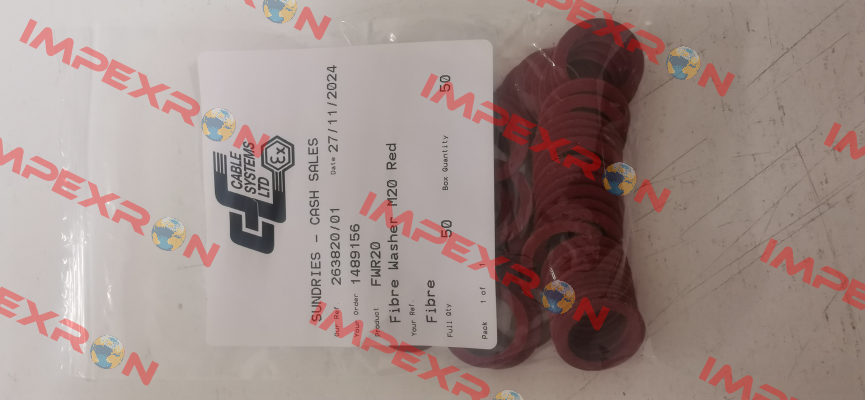 CABLE
SYSTEMS
LTD
Ex
SUNDRIES - CASH SALES
Our Ref 263820/01 Date 27/11/2024
Your Order 1489156
Product FWR20
Fibre Washer M20 Red
Your Ref.
Fibre
Full Qty 50 Box Quantity 50
Pack 1 of 1
IMPEXRON
IMPEXRON
IMPEXRON
IMPEXRON
IMPEXRON
IMPEXRON
IMPEXRON